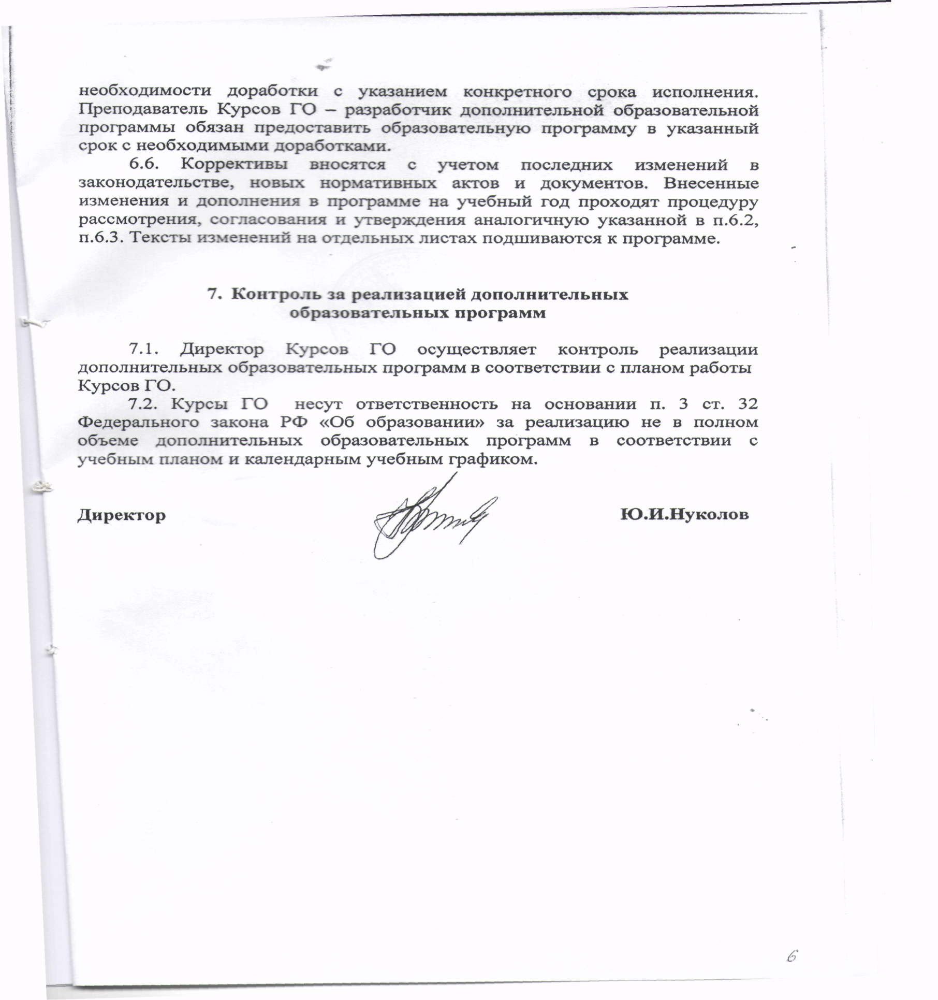 необходимости доработки с указанием конкретного срока исполнения.
Преподаватель Курсов ГО – разработчик дополнительной образовательной
программы обязан предоставить образовательную программу в указанный
срок с необходимыми доработками.
6.6. Коррективы вносятся с учетом последних изменений в
законодательстве, новых нормативных актов и документов. Внесенные
изменения и дополнения в программе на учебный год проходят процедуру
рассмотрения, согласования и утверждения аналогичную указанной в п.6.2,
п.6.3. Тексты изменений на отдельных листах подшиваются к программе.
7. Контроль за реализацией дополнительных
образовательных программ
7.1. Директор Курсов ГО осуществляет контроль реализации
дополнительных образовательных программ в соответствии с планом работы
Курсов ГО.
7.2. Курсы ГО несут ответственность на основании п. 3 ст. 32
Федерального закона РФ «Об образовании» за реализацию не в полном
объеме дополнительных образовательных программ в соответствии с
учебным планом и календарным учебным графиком.
Директор Ю.И.Нуколов
6